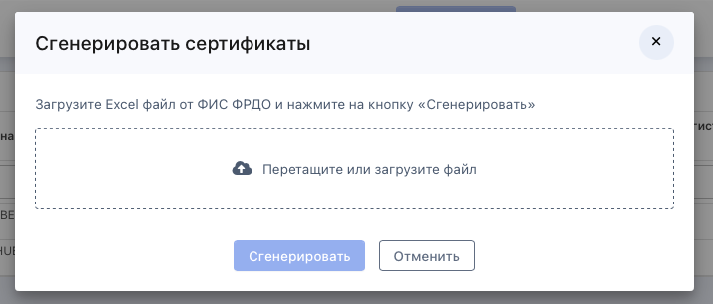 Сгенерировать сертификаты
Загрузите Excel файл от ФИС ФРДО и нажмите на кнопку «Сгенерировать»
Перетащите или загрузите файл
Сгенерировать
Отменить